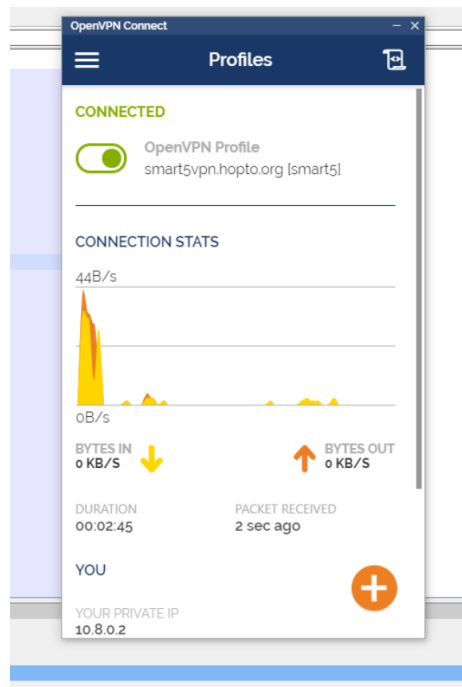 OpenVPN Connect
Profiles
CONNECTED
OpenVPN Profile
smart5vpn.hopto.org [smart5]
CONNECTION STATS
44B/s
0B/s
BYTES IN
0 KB/S
BYTES OUT
0 KB/S
DURATION
00:02:45
PACKET RECEIVED
2 sec ago
YOU
YOUR PRIVATE IP
10.8.0.2